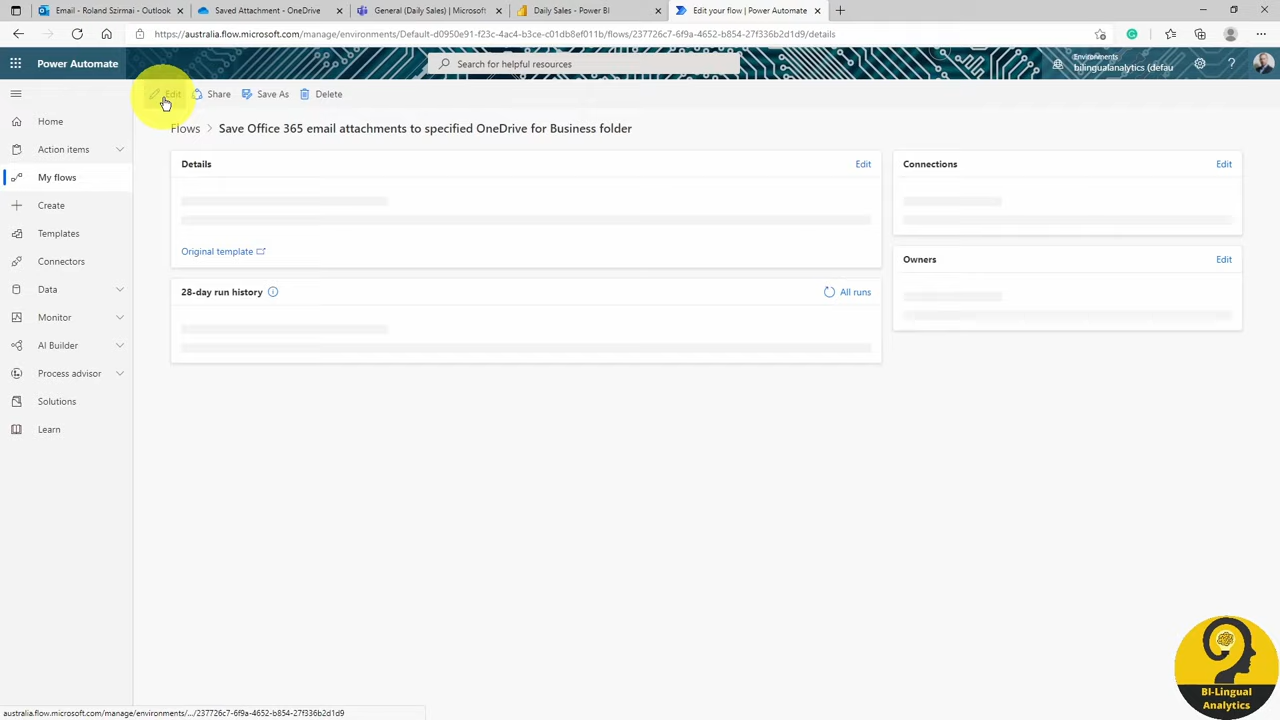 Email - Roland Szirmai - Outlook
Saved Attachment - OneDrive
General (Daily Sales) | Microsoft
Daily Sales - Power BI
Edit your flow | Power Automate
https://australia.flow.microsoft.com/manage/environments/Default-d0950e91-f23c-4ac4-b3ce-c01db8ef011b/flows/237726c7-6f9a-4652-b854-27f336b2d1d9/details
Power Automate
Search for helpful resources
Environments
bilingualanalytics (defau
Edit
Share
Save As
Delete
Flows > Save Office 365 email attachments to specified OneDrive for Business folder
Home
Action items
My flows
Create
Templates
Connectors
Data
Monitor
AI Builder
Process advisor
Solutions
Learn
Details
Edit
Original template
28-day run history
All runs
Connections
Edit
Owners
Edit
BI-Lingual
Analytics
australia.flow.microsoft.com/manage/environments/.../237726c7-6f9a-4652-b854-27f336b2d1d9